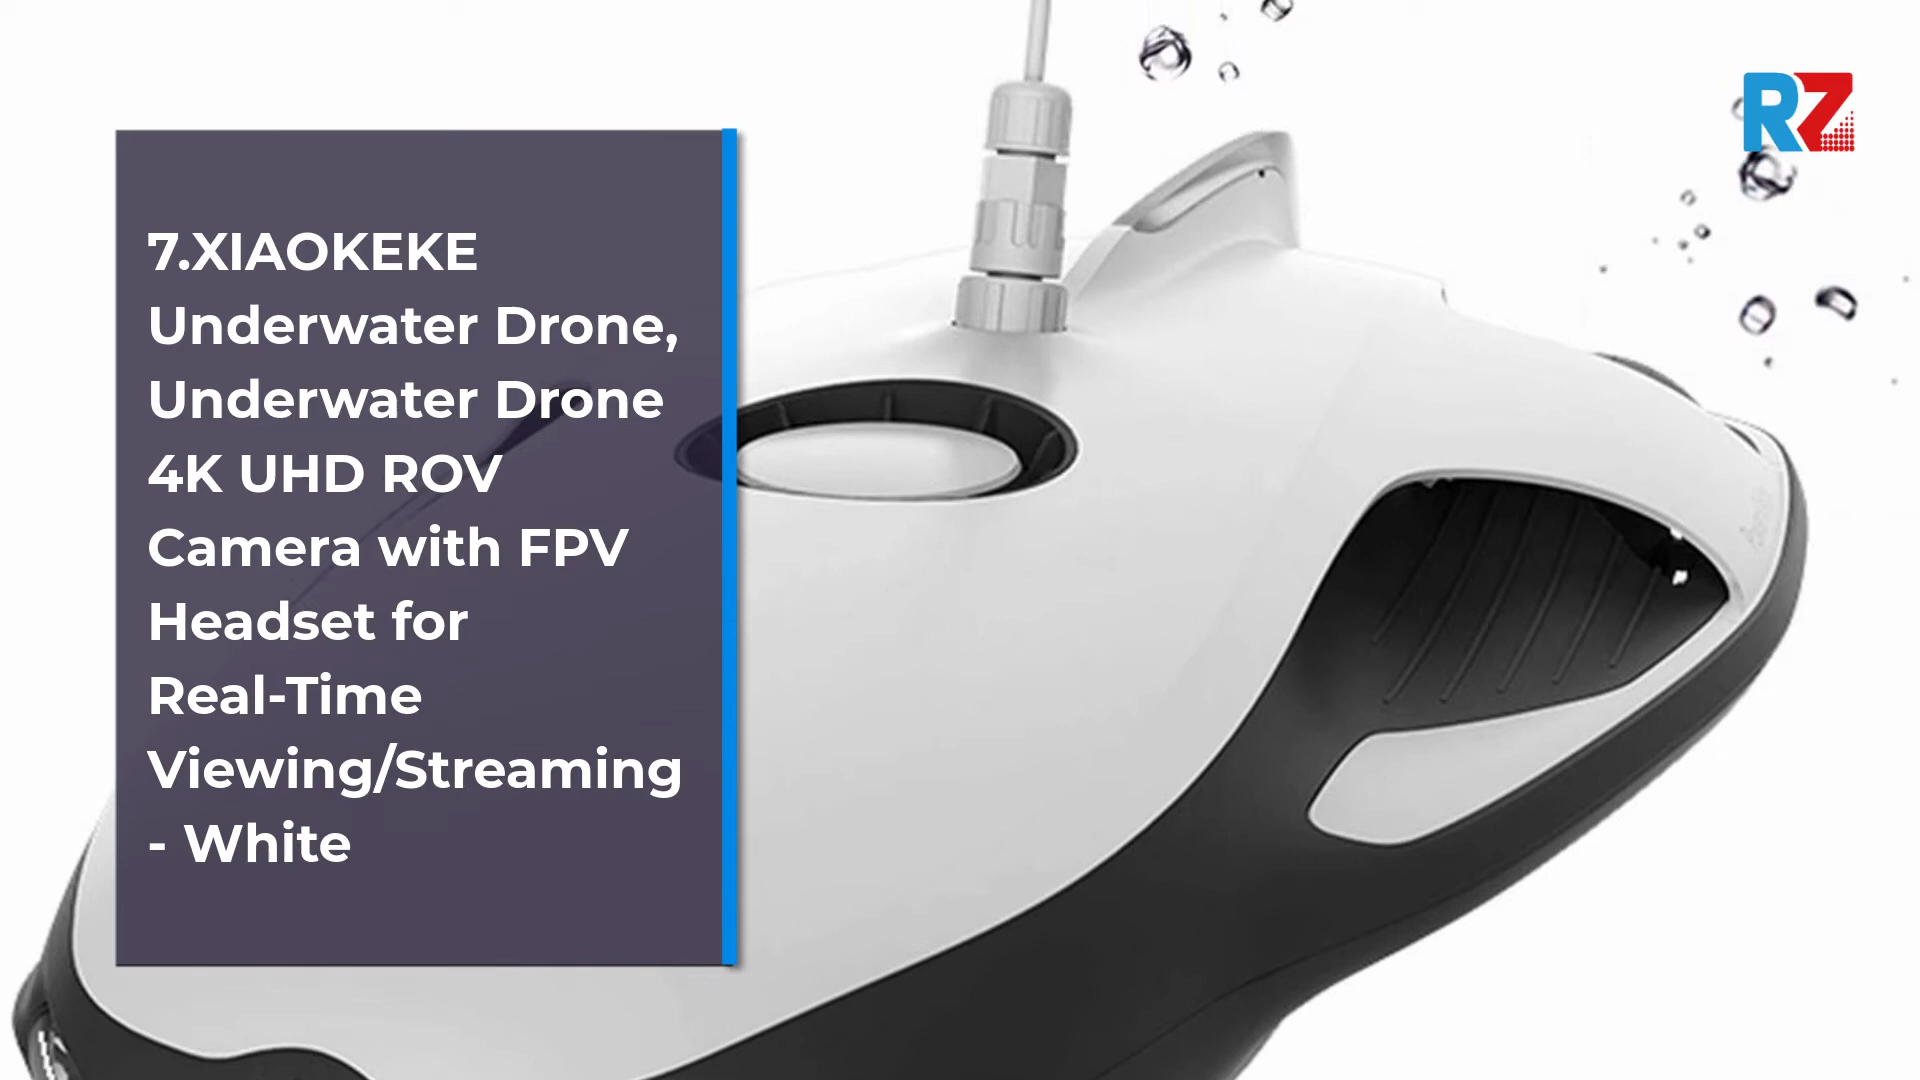 RZ
7.XIAOKEKE
Underwater Drone,
Underwater Drone
4K UHD ROV
Camera with FPV
Headset for
Real-Time
Viewing/Streaming
- White